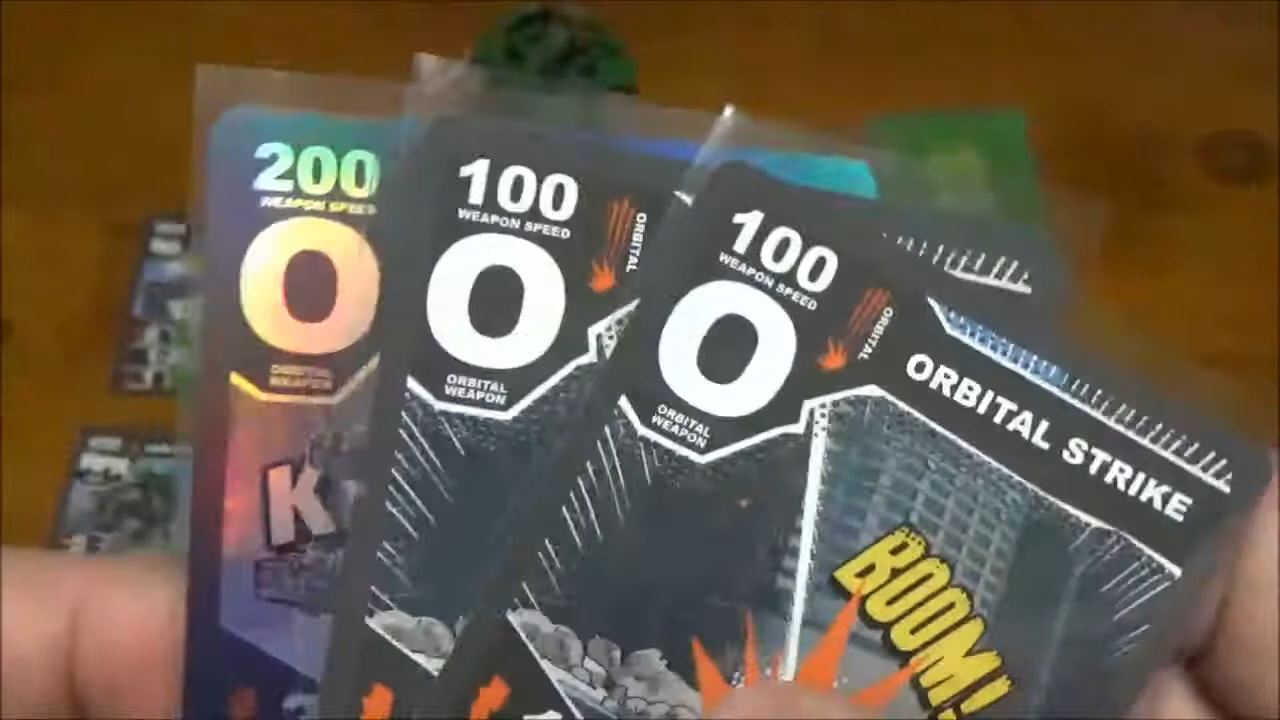 200
WEAPON SPEED
O
ORBITAL
WEAPON
K
100
WEAPON SPEED
O
ORBITAL
ORBITAL
WEAPON
100
WEAPON SPEED
O
ORBITAL
ORBITAL
WEAPON
ORBITAL STRIKE
BOOM!